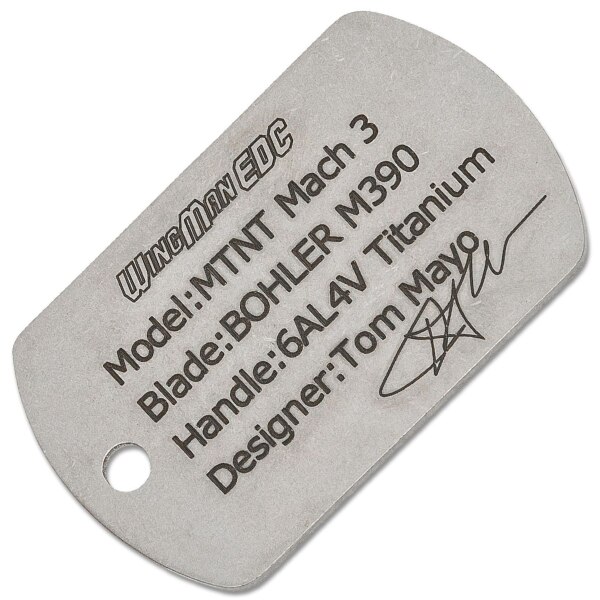 WINGMAN EDC
Model:MTNT Mach 3
Blade:BOHLER M390
Handle:6AL4V Titanium
Designer:Tom Mayo